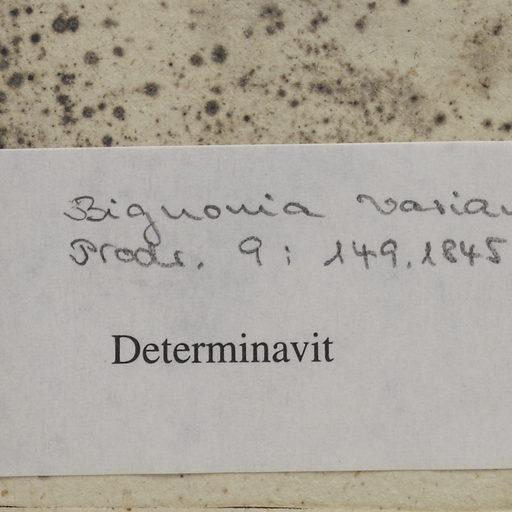 Bignonia varian
Prodr. 9: 149. 1845
Determinavit